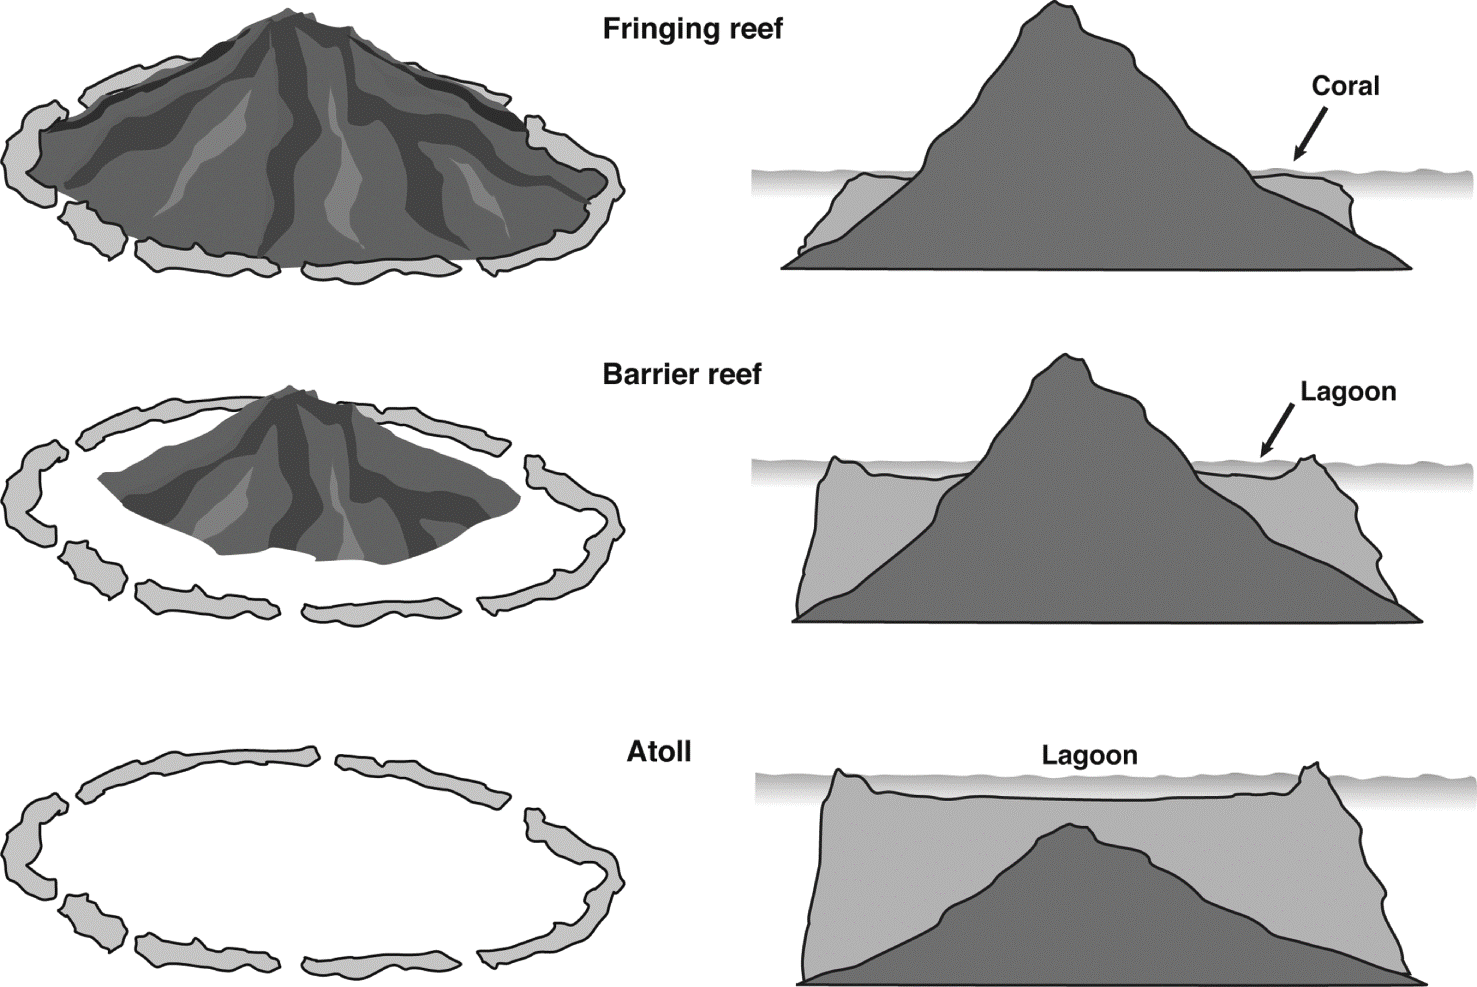 Fringing reef
Coral
Barrier reef
Lagoon
Atoll
Lagoon